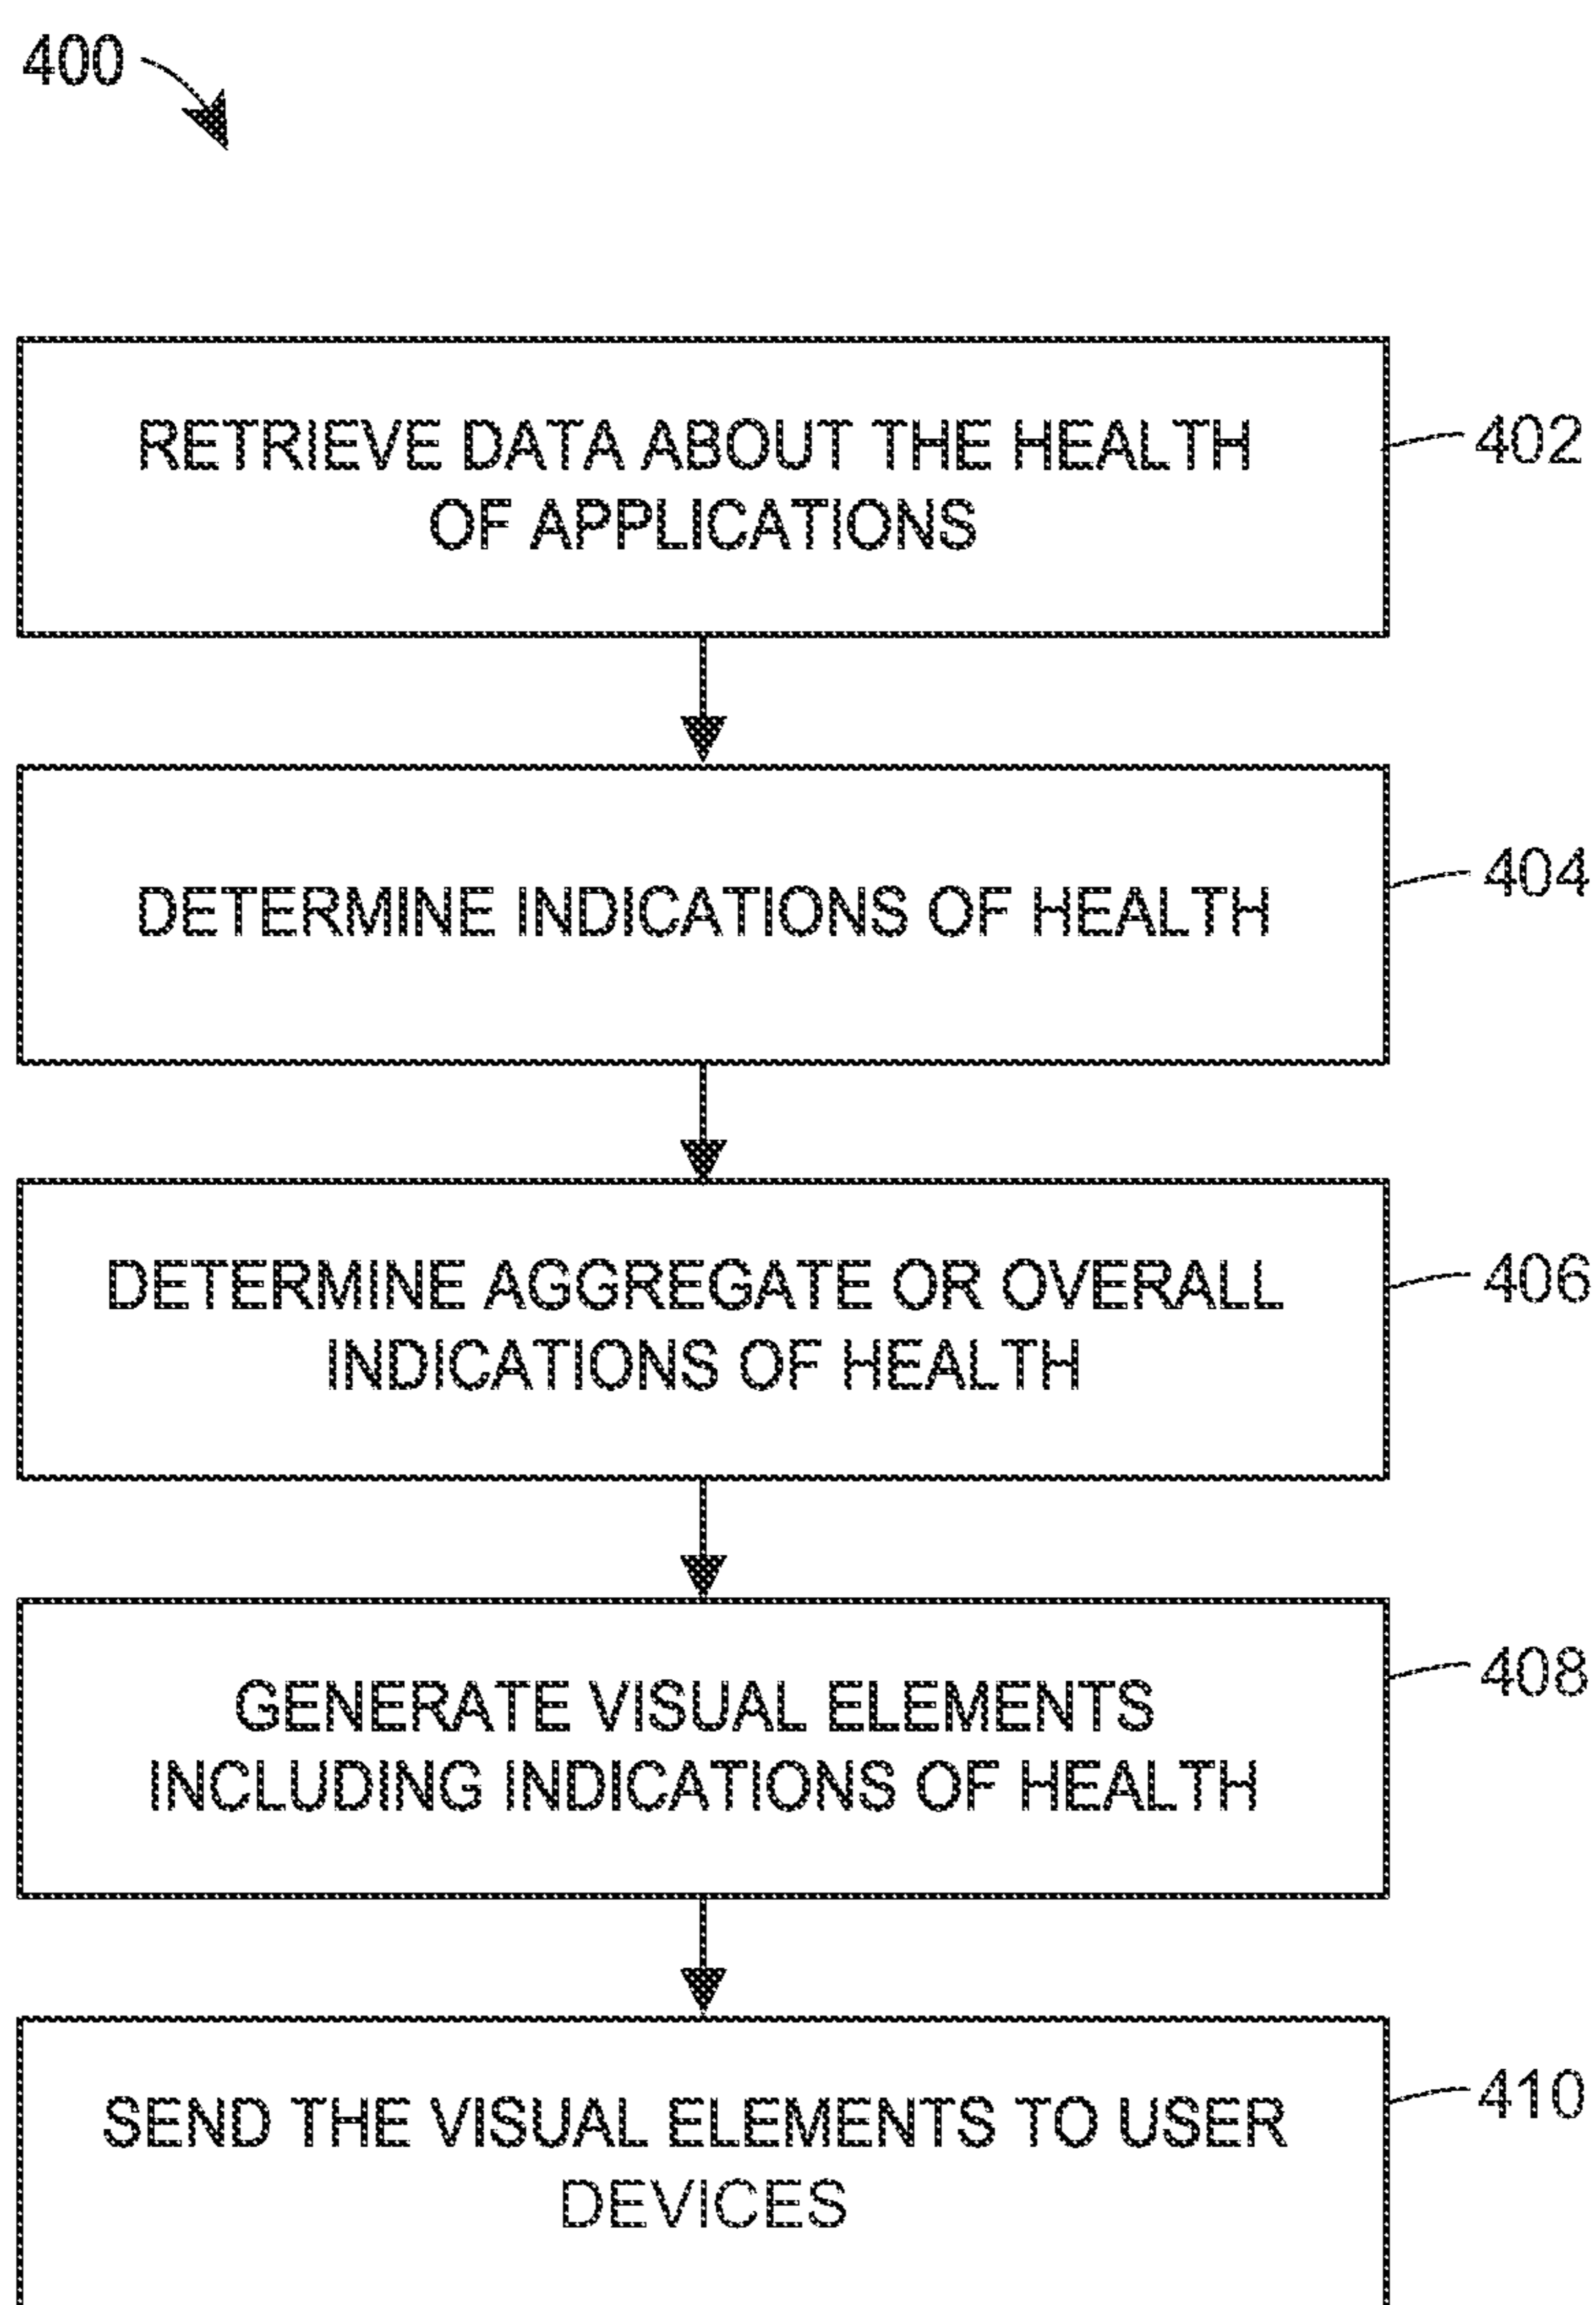 400
RETRIEVE DATA ABOUT THE HEALTH
OF APPLICATIONS
402
DETERMINE INDICATIONS OF HEALTH
404
DETERMINE AGGREGATE OR OVERALL
INDICATIONS OF HEALTH
406
GENERATE VISUAL ELEMENTS
INCLUDING INDICATIONS OF HEALTH
408
SEND THE VISUAL ELEMENTS TO USER
DEVICES
410